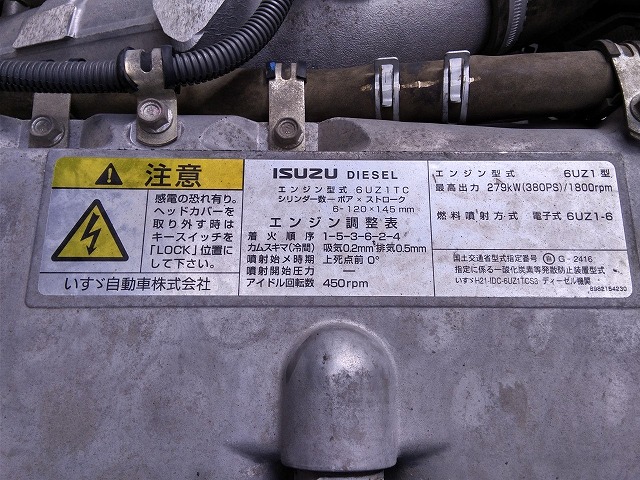 注意
感電の恐れ有り。
ヘッドカバーを
取り外す時は
キースイッチを
「LOCK」位置に
して下さい。
いすゞ自動車株式会社
ISUZU DIESEL
エンジン型式 6UZ1TC
シリンダー数−ボア×ストローク
6-120×145mm
エンジン調整表
着火順序 1-5-3-6-2-4
カムスキマ(冷間) 吸気0.2mm排気0.5mm
噴射始メ時期 上死点前0°
噴射開始圧力 —
アイドル回転数 450rpm
エンジン型式 6UZ1型
最高出力 279kW(380PS)/1800rpm
燃料噴射方式 電子式 6UZ1-6
国土交通省型式指定番号 G-2416
指定に係る一酸化炭素等発散防止装置型式
いすゞH21-IDC-6UZ1TCS3 ディーゼル機関
8982154230